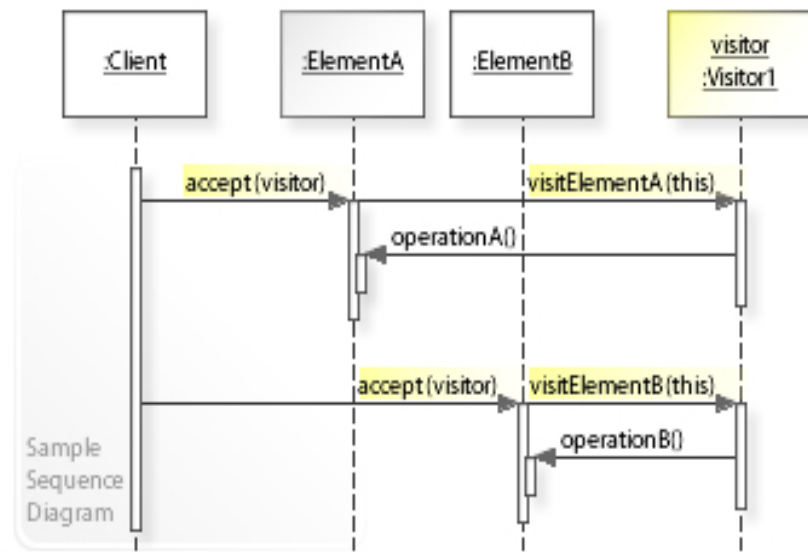 :Client
:ElementA
:ElementB
visitor
:Visitor1
accept(visitor)
visitElementA(this)
operationA()
accept(visitor)
visitElementB(this)
operationB()
Sample
Sequence
Diagram